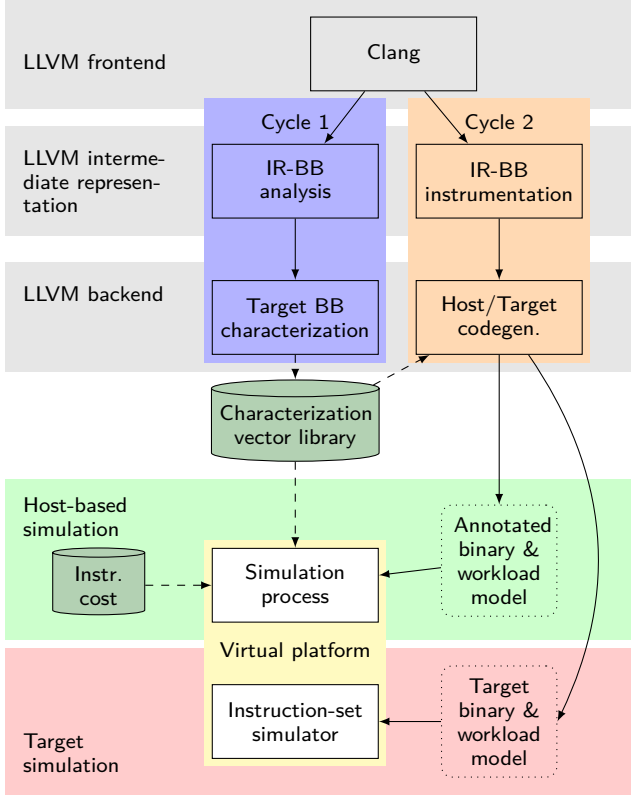 Clang
LLVM frontend
Cycle 1
Cycle 2
LLVM interme-
diate represen-
tation
IR-BB
analysis
IR-BB
instrumentation
LLVM backend
Target BB
characterization
Host/Target
codegen.
Characterization
vector library
Host-based
simulation
Annotated
binary &
workload
model
Instr.
cost
Simulation
process
Virtual platform
Target
binary &
workload
model
Instruction-set
simulator
Target
simulation